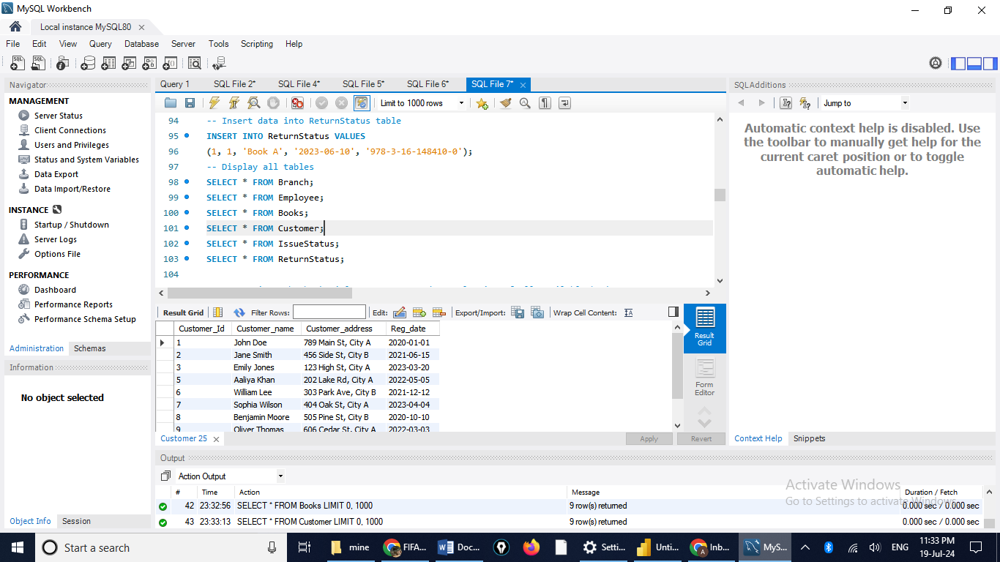 MySQL Workbench
Local instance MySQL80
File Edit View Query Database Server Tools Scripting Help
Navigator
MANAGEMENT
Server Status
Client Connections
Users and Privileges
Status and System Variables
Data Export
Data Import/Restore
INSTANCE
Startup / Shutdown
Server Logs
Options File
PERFORMANCE
Dashboard
Performance Reports
Performance Schema Setup
Administration Schemas
Information
No object selected
Object Info Session
Query 1 SQL File 2* SQL File 4* SQL File 5* SQL File 6* SQL File 7*
Limit to 1000 rows
94 -- Insert data into ReturnStatus table
95 INSERT INTO ReturnStatus VALUES
96 (1, 1, 'Book A', '2023-06-10', '978-3-16-148410-0');
97 -- Display all tables
98 SELECT * FROM Branch;
99 SELECT * FROM Employee;
100 SELECT * FROM Books;
101 SELECT * FROM Customer;
102 SELECT * FROM IssueStatus;
103 SELECT * FROM ReturnStatus;
104
Result Grid Filter Rows: Edit: Export/Import: Wrap Cell Content:
Customer_Id Customer_name Customer_address Reg_date
1 John Doe 789 Main St, City A 2020-01-01
2 Jane Smith 456 Side St, City B 2021-06-15
3 Emily Jones 123 High St, City A 2023-03-20
5 Aaliya Khan 202 Lake Rd, City A 2022-05-05
6 William Lee 303 Park Ave, City B 2021-12-12
7 Sophia Wilson 404 Oak St, City A 2023-04-04
8 Benjamin Moore 505 Pine St, City B 2020-10-10
9 Oliver Thomas 606 Cedar St, City A 2022-03-03
Result
Grid
Form
Editor
Customer 25
Apply Revert
SQLAdditions
Jump to
Automatic context help is disabled. Use
the toolbar to manually get help for the
current caret position or to toggle
automatic help.
Context Help Snippets
Output
Action Output
# Time Action Message Duration / Fetch
42 23:32:56 SELECT * FROM Books LIMIT 0, 1000 9 row(s) returned 0.000 sec / 0.000 sec
43 23:33:13 SELECT * FROM Customer LIMIT 0, 1000 9 row(s) returned 0.000 sec / 0.000 sec
Activate Windows
Go to Settings to activate Windows.
Start a search
mine
FIFA...
Doc...
Setti...
Unti...
Inb...
MyS...
ENG
11:33 PM
19-Jul-24